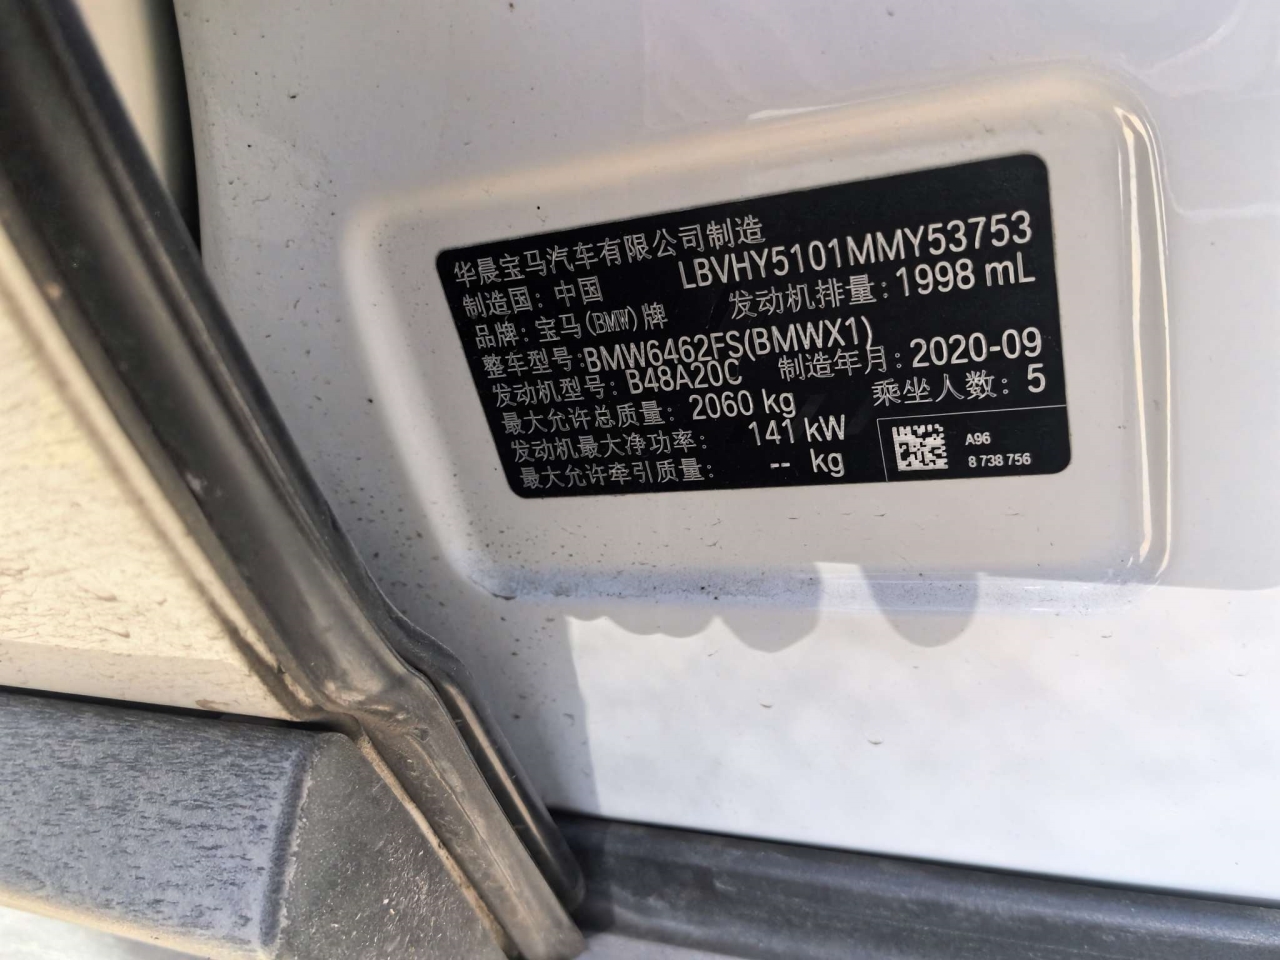 华晨宝马汽车有限公司制造
制造国：中国 LBVHY5101MMY53753
品牌：宝马(BMW)牌 发动机排量：1998 mL
整车型号：BMW6462FS(BMWX1)
发动机型号：B48A20C 制造年月：2020-09
最大允许总质量：2060 kg 乘坐人数：5
发动机最大净功率：141 kW
最大允许牵引质量：-- kg
A96
8 738 756